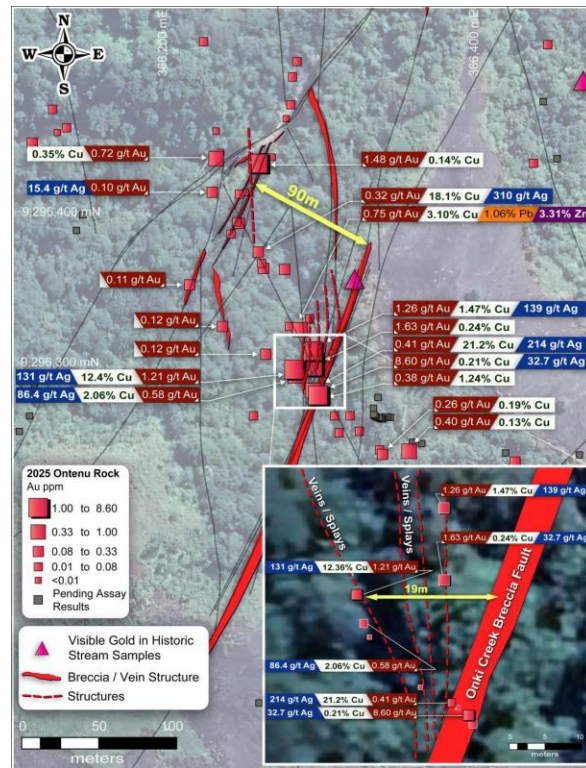 N
W E
S
366,200 mE
366,400 mE
0.35% Cu 0.72 g/t Au
1.48 g/t Au 0.14% Cu
15.4 g/t Ag 0.10 g/t Au
90m
0.32 g/t Au 18.1% Cu 310 g/t Ag
0.75 g/t Au 3.10% Cu 1.06% Pb 3.31% Zn
9,296,400 mN
0.11 g/t Au
0.12 g/t Au
1.26 g/t Au 1.47% Cu 139 g/t Ag
1.63 g/t Au 0.24% Cu
0.12 g/t Au
0.41 g/t Au 21.2% Cu 214 g/t Ag
9,296,300 mN
8.60 g/t Au 0.21% Cu 32.7 g/t Ag
131 g/t Ag 12.4% Cu 1.21 g/t Au
0.38 g/t Au 1.24% Cu
86.4 g/t Ag 2.06% Cu 0.58 g/t Au
0.26 g/t Au 0.19% Cu
0.40 g/t Au 0.13% Cu
2025 Ontenu Rock
Au ppm
1.00 to 8.60
0.33 to 1.00
0.08 to 0.33
0.01 to 0.08
<0.01
Pending Assay
Results
Visible Gold in Historic
Stream Samples
Breccia / Vein Structure
Structures
0 50 100
meters
Veins / Splays
Veins / Splays
1.26 g/t Au 1.47% Cu 139 g/t Ag
1.63 g/t Au 0.24% Cu 32.7 g/t Ag
131 g/t Ag 12.36% Cu 1.21 g/t Au
19m
Onki Creek Breccia Fault
86.4 g/t Ag 2.06% Cu 0.58 g/t Au
214 g/t Ag 21.2% Cu 0.41 g/t Au
32.7 g/t Ag 0.21% Cu 8.60 g/t Au
0 5 10
meters